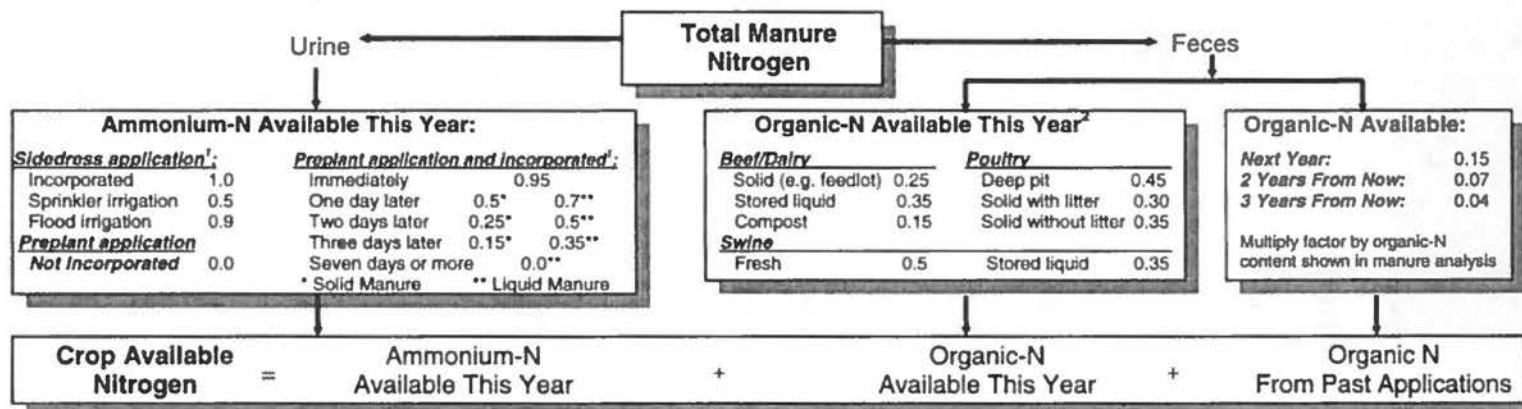 Total Manure
Nitrogen
Urine
Feces
Ammonium-N Available This Year:
Sidedress application¹:
Incorporated 1.0
Sprinkler irrigation 0.5
Flood irrigation 0.9
Preplant application
Not Incorporated 0.0
Preplant application and incorporated¹:
Immediately 0.95
One day later 0.5* 0.7**
Two days later 0.25* 0.5**
Three days later 0.15* 0.35**
Seven days or more 0.0**
* Solid Manure ** Liquid Manure
Organic-N Available This Year²
Beef/Dairy
Solid (e.g. feedlot) 0.25
Stored liquid 0.35
Compost 0.15
Poultry
Deep pit 0.45
Solid with litter 0.30
Solid without litter 0.35
Swine
Fresh 0.5 Stored liquid 0.35
Organic-N Available:
Next Year: 0.15
2 Years From Now: 0.07
3 Years From Now: 0.04
Multiply factor by organic-N
content shown in manure analysis
Crop Available
Nitrogen
=
Ammonium-N
Available This Year
+
Organic-N
Available This Year
+
Organic N
From Past Applications